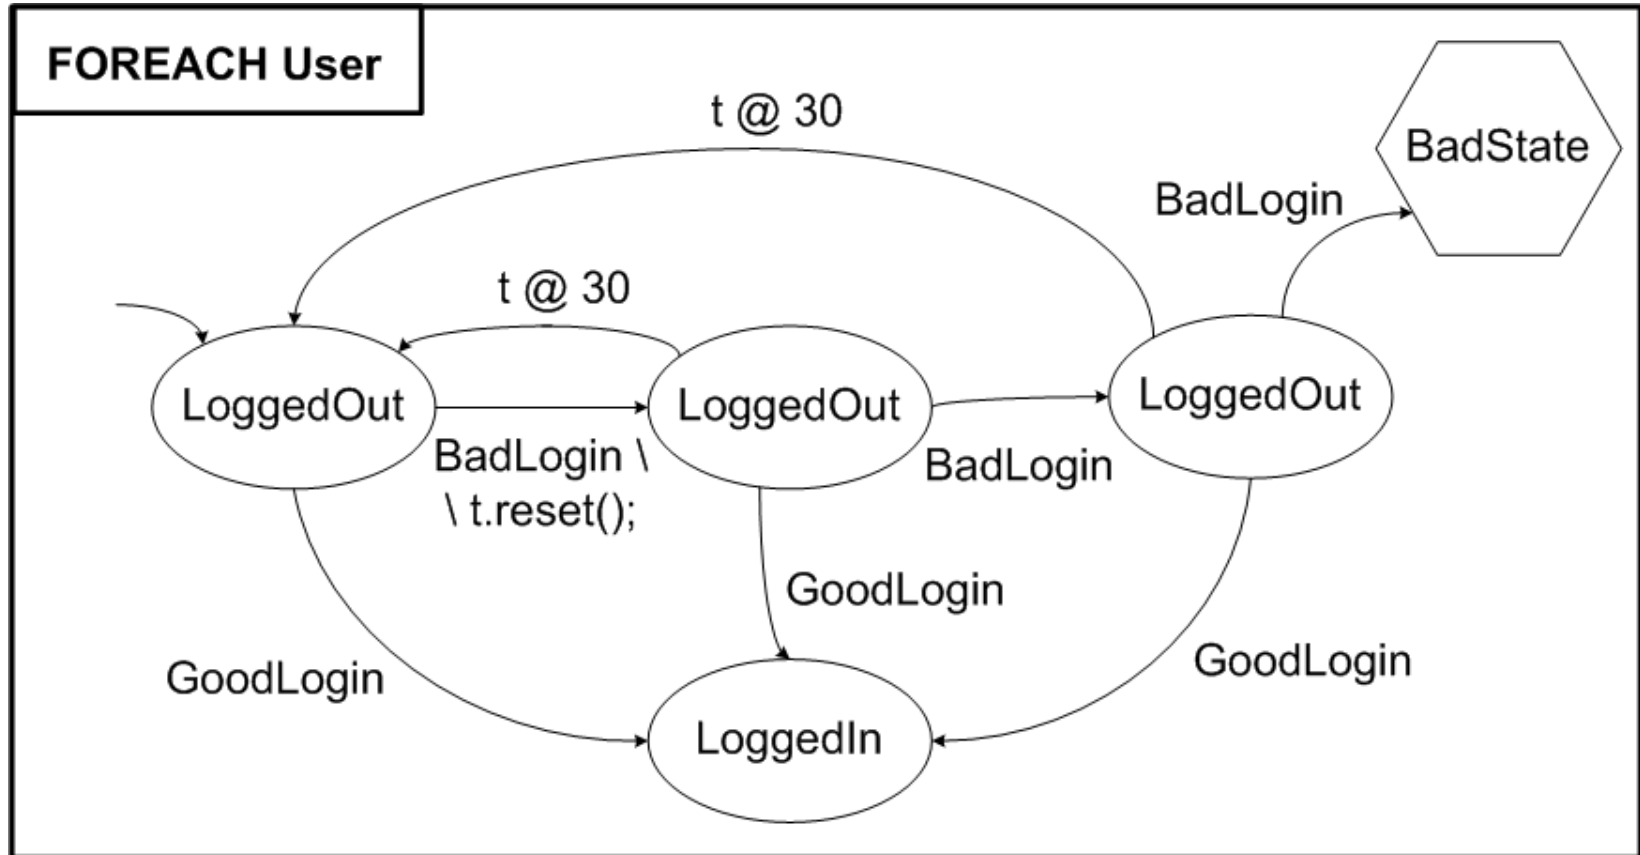 FOREACH User
t @ 30
BadState
BadLogin
t @ 30
LoggedOut
LoggedOut
LoggedOut
BadLogin \
\ t.reset();
BadLogin
GoodLogin
GoodLogin
GoodLogin
LoggedIn